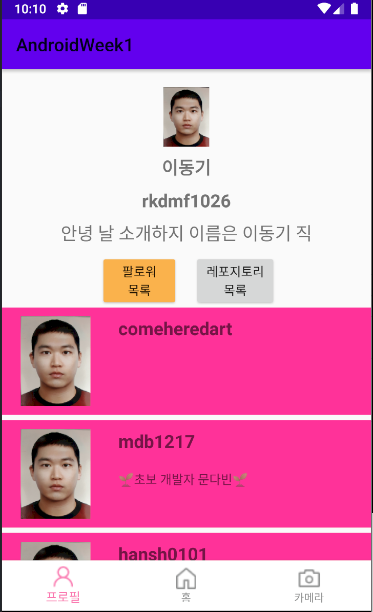 10:10
AndroidWeek1
이동기
rkdmf1026
안녕 날 소개하지 이름은 이동기 직
팔로위 레포지토리
목록 목록
comeheredart
mdb1217
🌱초보 개발자 문다빈🌱
hansh0101
프로필 홈 카메라